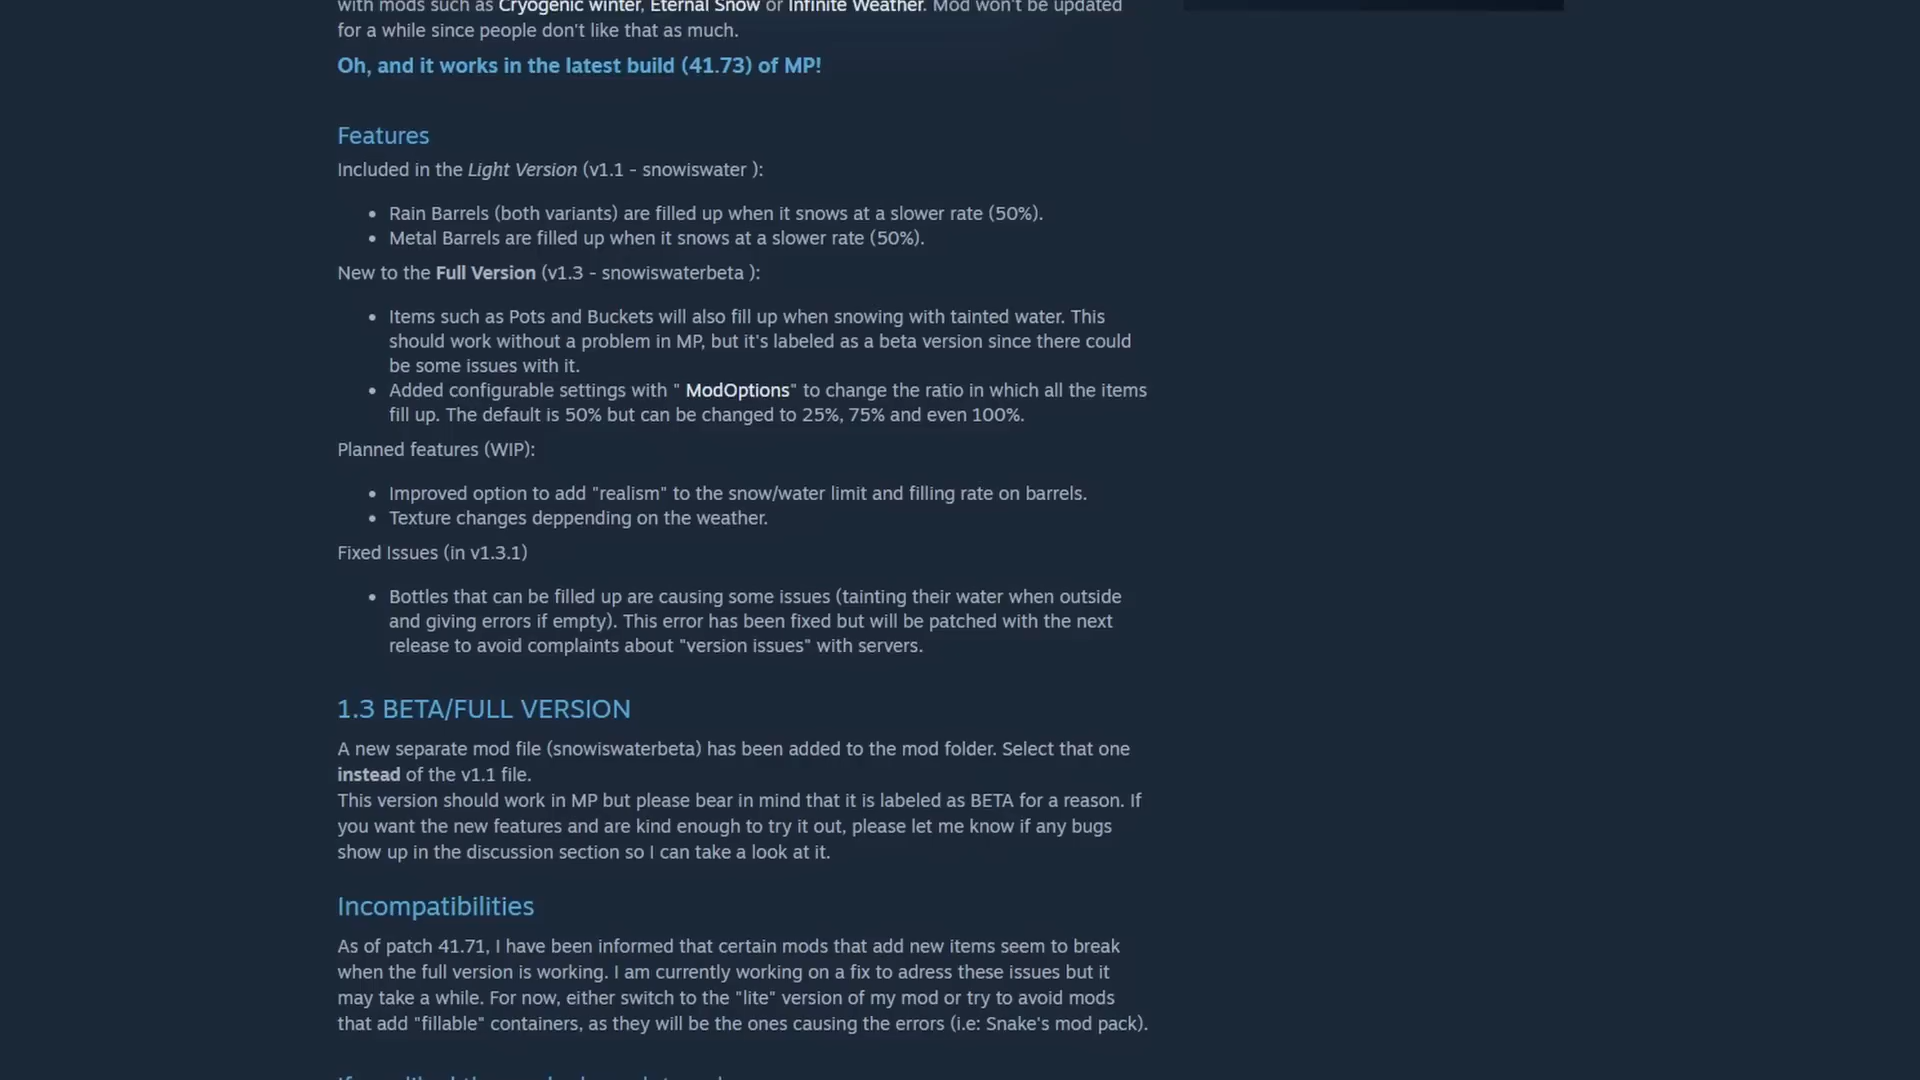 with mods such as Cryogenic winter, Eternal Snow or Infinite Weather. Mod won't be updated
for a while since people don't like that as much.
Oh, and it works in the latest build (41.73) of MP!
Features
Included in the Light Version (v1.1 - snowiswater ):
• Rain Barrels (both variants) are filled up when it snows at a slower rate (50%).
• Metal Barrels are filled up when it snows at a slower rate (50%).
New to the Full Version (v1.3 - snowiswaterbeta ):
• Items such as Pots and Buckets will also fill up when snowing with tainted water. This
should work without a problem in MP, but it's labeled as a beta version since there could
be some issues with it.
• Added configurable settings with " ModOptions" to change the ratio in which all the items
fill up. The default is 50% but can be changed to 25%, 75% and even 100%.
Planned features (WIP):
• Improved option to add "realism" to the snow/water limit and filling rate on barrels.
• Texture changes deppending on the weather.
Fixed Issues (in v1.3.1)
• Bottles that can be filled up are causing some issues (tainting their water when outside
and giving errors if empty). This error has been fixed but will be patched with the next
release to avoid complaints about "version issues" with servers.
1.3 BETA/FULL VERSION
A new separate mod file (snowiswaterbeta) has been added to the mod folder. Select that one
instead of the v1.1 file.
This version should work in MP but please bear in mind that it is labeled as BETA for a reason. If
you want the new features and are kind enough to try it out, please let me know if any bugs
show up in the discussion section so I can take a look at it.
Incompatibilities
As of patch 41.71, I have been informed that certain mods that add new items seem to break
when the full version is working. I am currently working on a fix to adress these issues but it
may take a while. For now, either switch to the "lite" version of my mod or try to avoid mods
that add "fillable" containers, as they will be the ones causing the errors (i.e: Snake's mod pack).